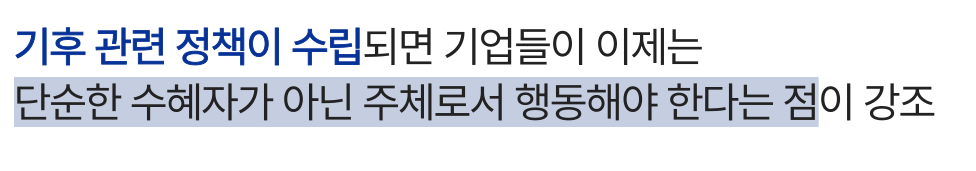 기후 관련 정책이 수립되면 기업들이 이제는
단순한 수혜자가 아닌 주체로서 행동해야 한다는 점이 강조